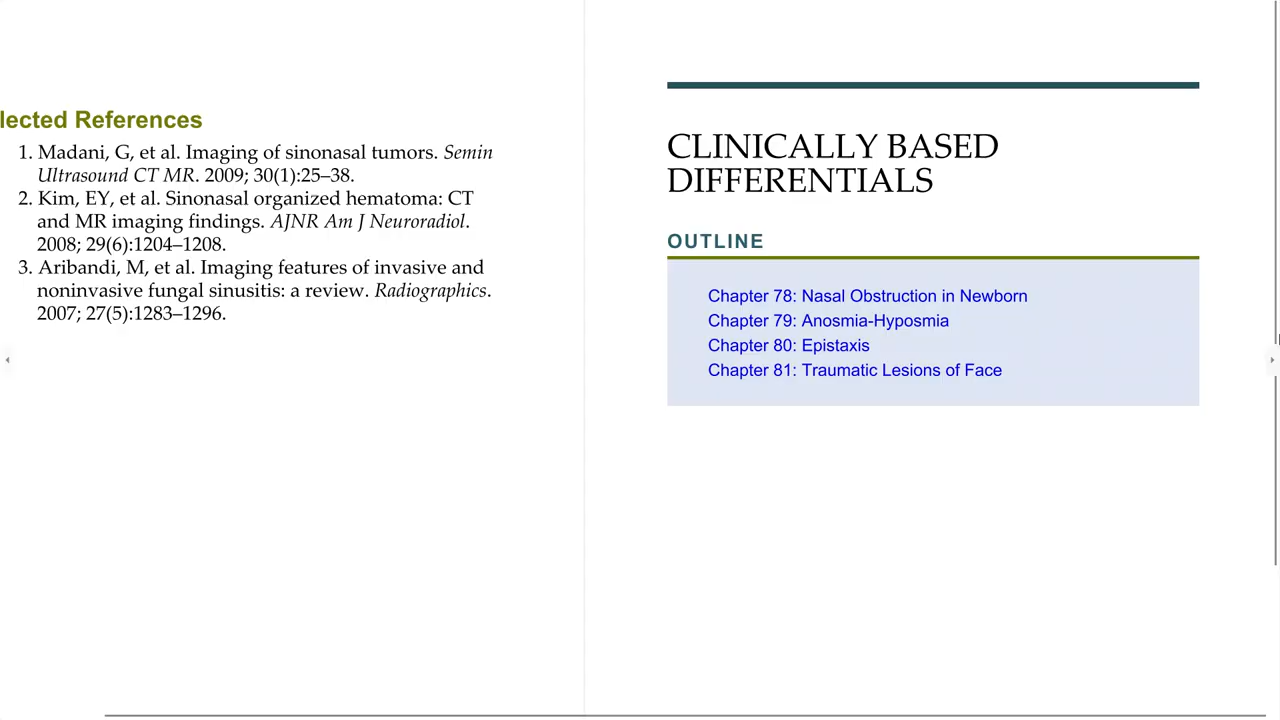 lected References
1. Madani, G, et al. Imaging of sinonasal tumors. Semin
Ultrasound CT MR. 2009; 30(1):25–38.
2. Kim, EY, et al. Sinonasal organized hematoma: CT
and MR imaging findings. AJNR Am J Neuroradiol.
2008; 29(6):1204–1208.
3. Aribandi, M, et al. Imaging features of invasive and
noninvasive fungal sinusitis: a review. Radiographics.
2007; 27(5):1283–1296.
CLINICALLY BASED
DIFFERENTIALS
OUTLINE
Chapter 78: Nasal Obstruction in Newborn
Chapter 79: Anosmia-Hyposmia
Chapter 80: Epistaxis
Chapter 81: Traumatic Lesions of Face